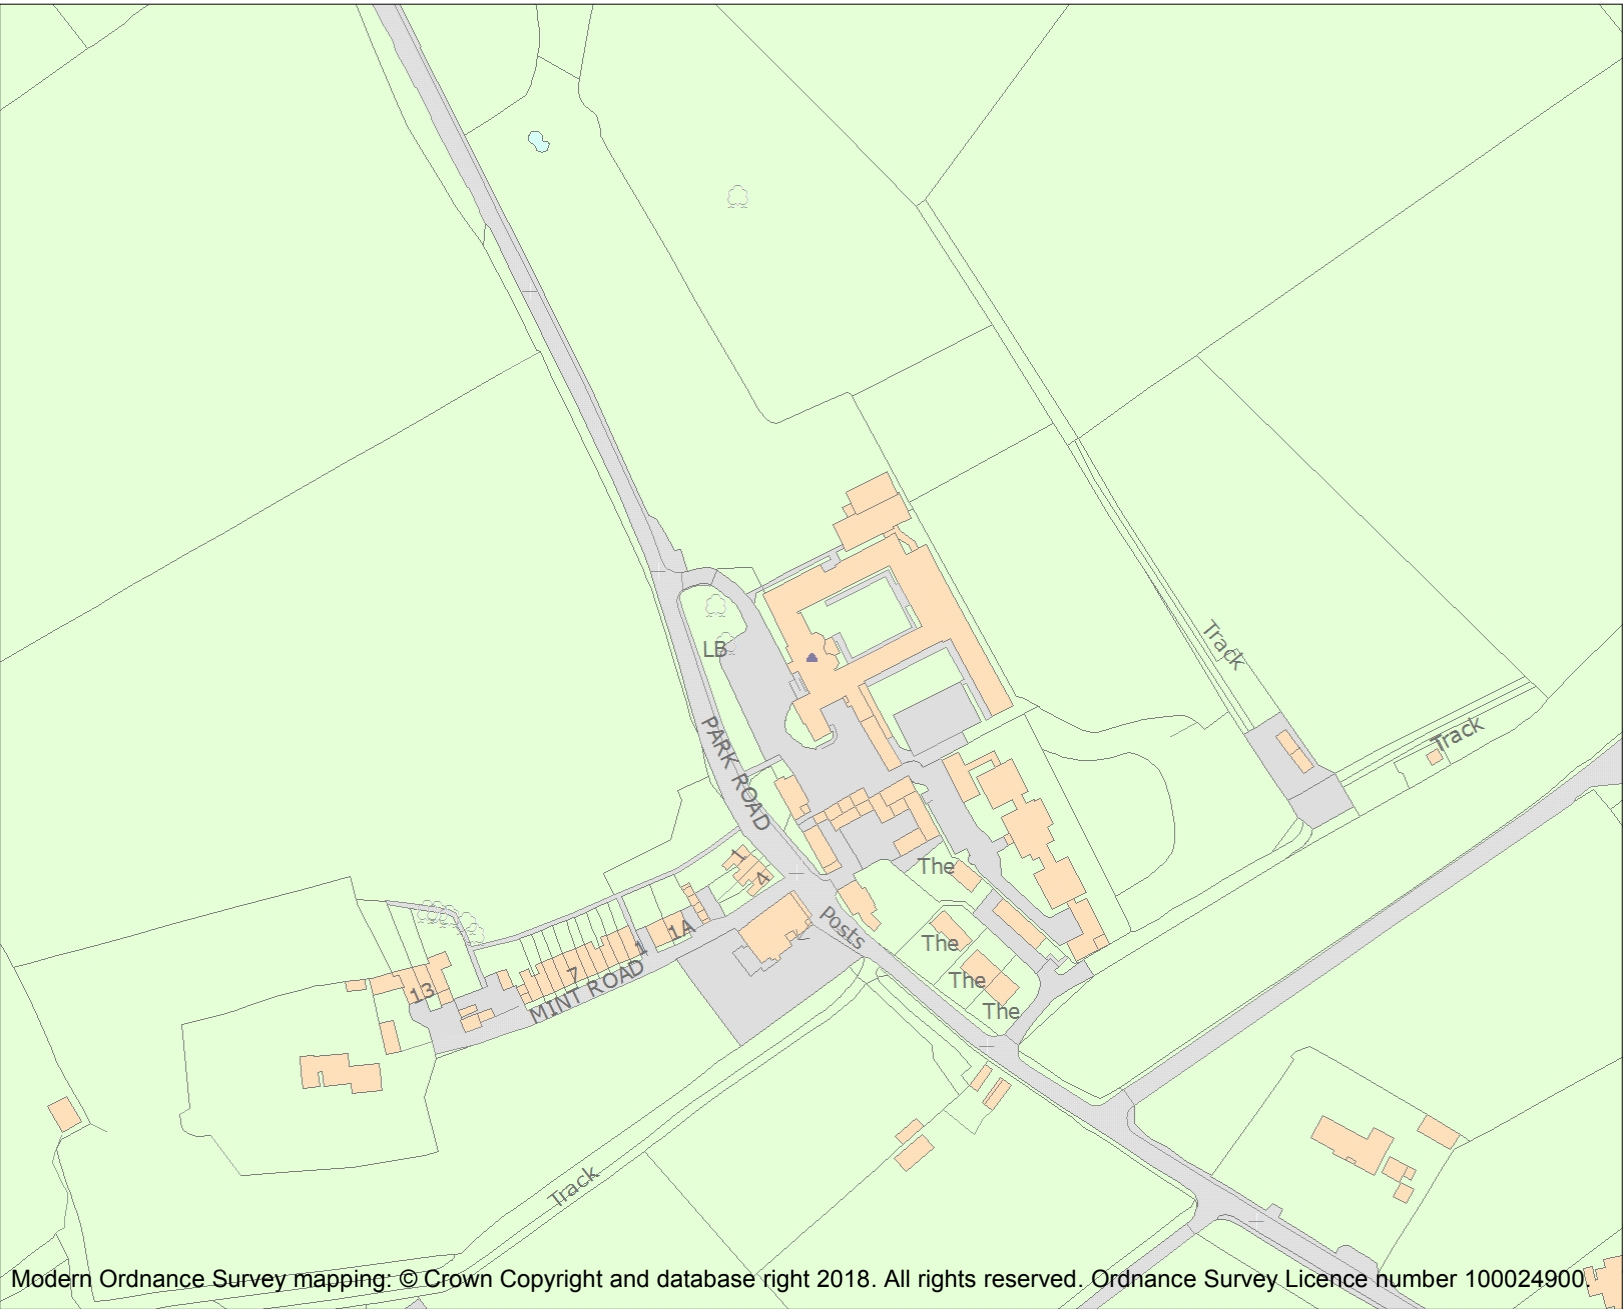 Track
LB
PARK ROAD
Track
1
4
The
Posts
1A
1
The
7
The
13
MINT ROAD
The
Track
Modern Ordnance Survey mapping: © Crown Copyright and database right 2018. All rights reserved. Ordnance Survey Licence number 100024900.